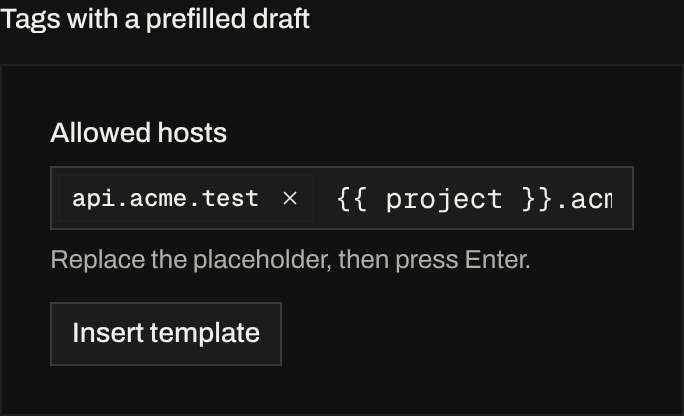 Tags with a prefilled draft
Allowed hosts
api.acme.test × {{ project }}.acm
Replace the placeholder, then press Enter.
Insert template